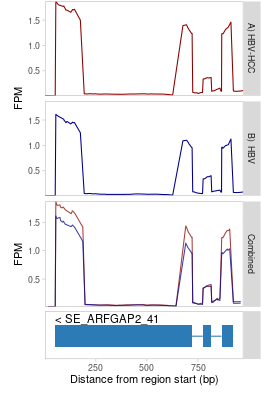 A) HBV-HCC
1.5
1.0
0.5
FPM
B) HBV
1.5
1.0
0.5
Combined
1.5
1.0
0.5
FPM
< SE_ARFGAP2_41
250 500 750
Distance from region start (bp)